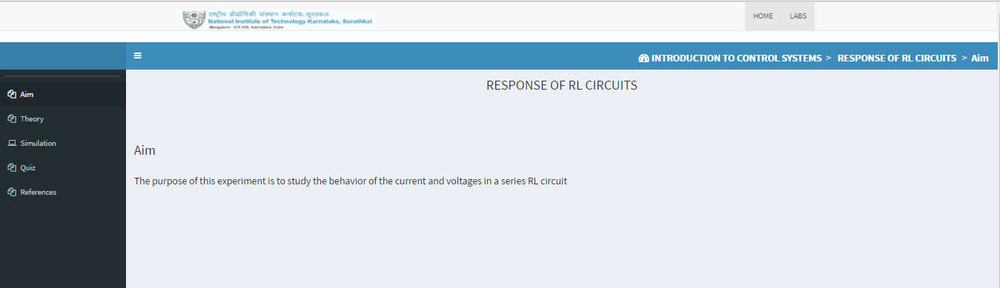 राष्ट्रीय प्रौद्योगिकी संस्थान कर्नाटक, सुरतकल
National Institute of Technology Karnataka, Surathkal
Mangalore - 575 025, Karnataka, India
HOME LABS
INTRODUCTION TO CONTROL SYSTEMS > RESPONSE OF RL CIRCUITS > Aim
RESPONSE OF RL CIRCUITS
Aim
Theory
Simulation
Quiz
References
Aim
The purpose of this experiment is to study the behavior of the current and voltages in a series RL circuit